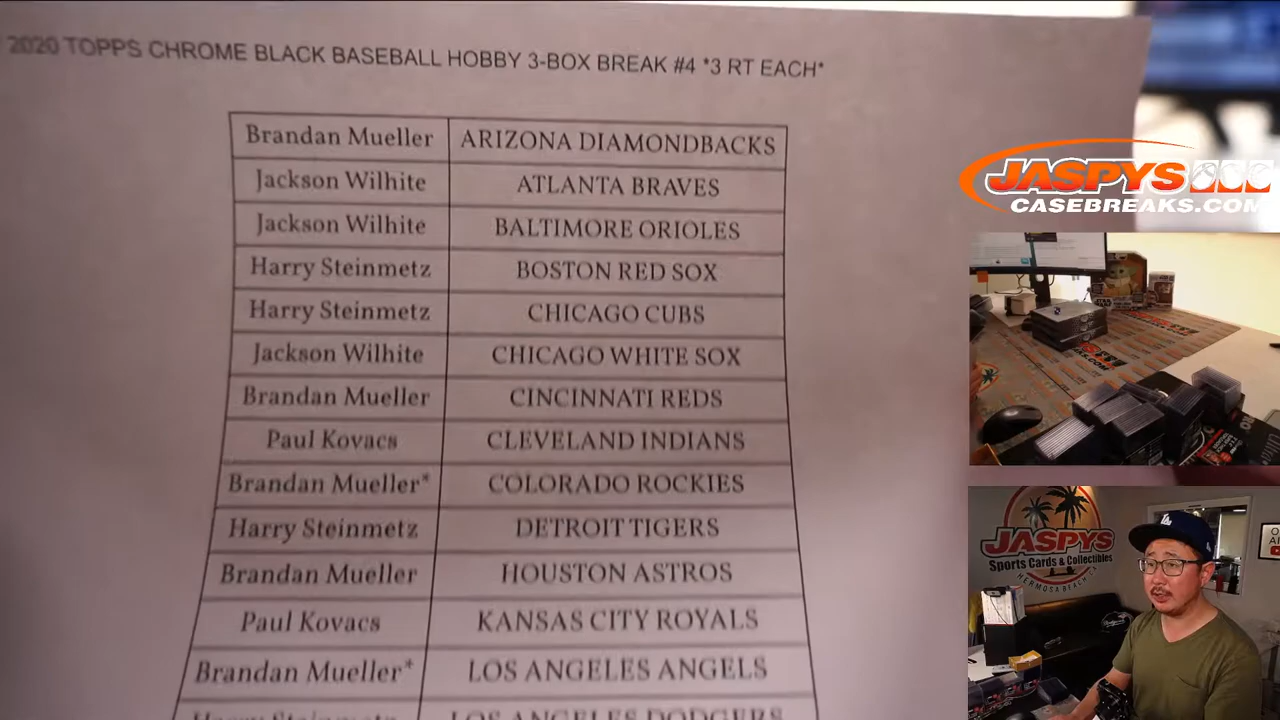 2020 TOPPS CHROME BLACK BASEBALL HOBBY 3-BOX BREAK #4 *3 RT EACH*
Brandan Mueller ARIZONA DIAMONDBACKS
Jackson Wilhite ATLANTA BRAVES
Jackson Wilhite BALTIMORE ORIOLES
Harry Steinmetz BOSTON RED SOX
Harry Steinmetz CHICAGO CUBS
Jackson Wilhite CHICAGO WHITE SOX
Brandan Mueller CINCINNATI REDS
Paul Kovacs CLEVELAND INDIANS
Brandan Mueller* COLORADO ROCKIES
Harry Steinmetz DETROIT TIGERS
Brandan Mueller HOUSTON ASTROS
Paul Kovacs KANSAS CITY ROYALS
Brandan Mueller* LOS ANGELES ANGELS
Harry Steinmetz LOS ANGELES DODGERS
JASPYS
CASEBREAKS.COM
JASPYS
Sports Cards & Collectibles
HERMOSA BEACH, CA
LA